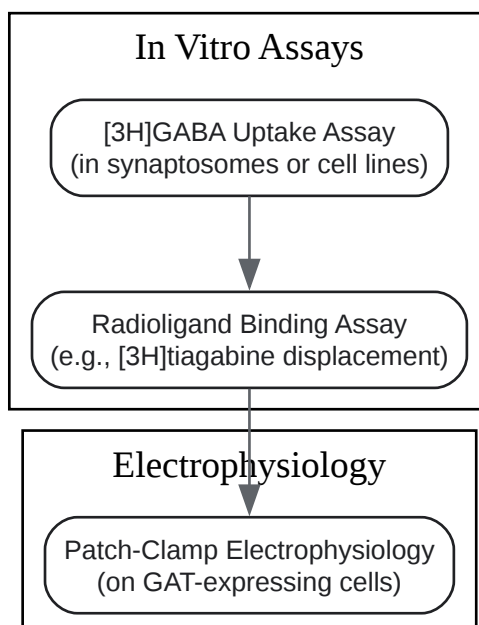 In Vitro Assays
[3H]GABA Uptake Assay
(in synaptosomes or cell lines)
Radioligand Binding Assay
(e.g., [3H]tiagabine displacement)
Electrophysiology
Patch-Clamp Electrophysiology
(on GAT-expressing cells)